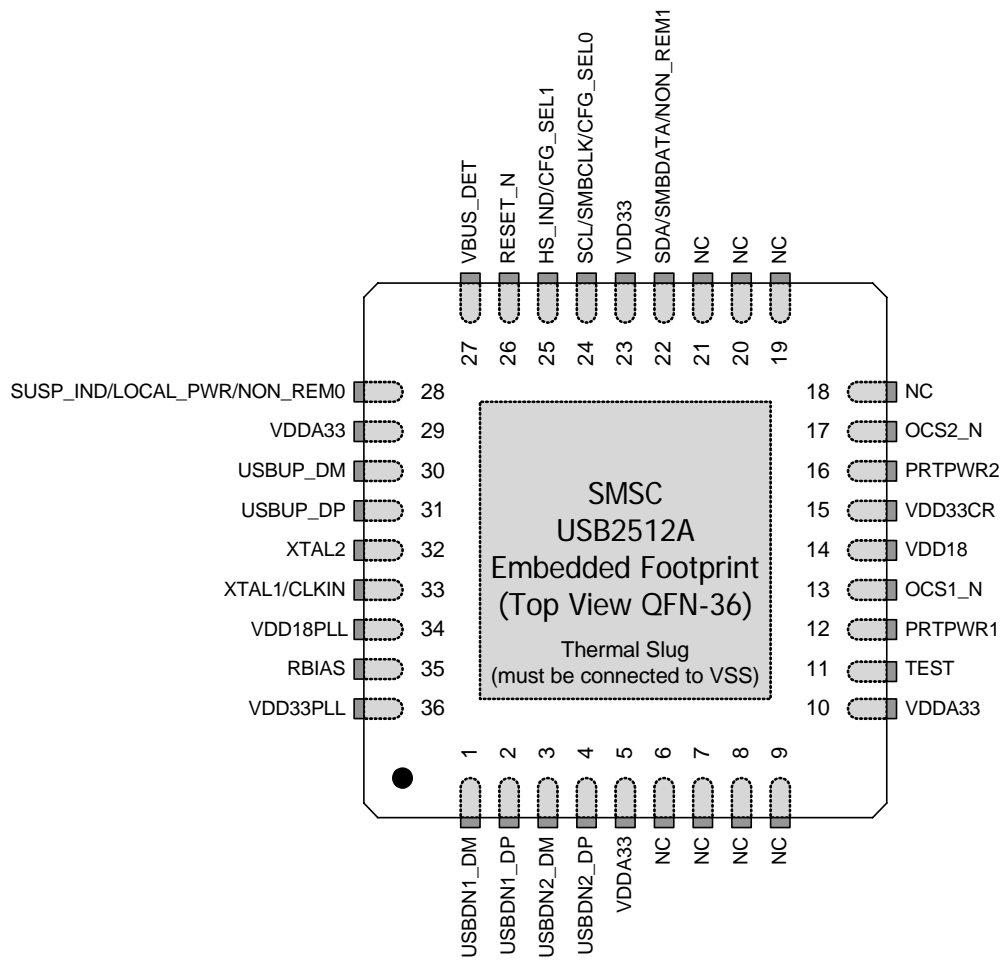 VBUS_DET
RESET_N
HS_IND/CFG_SEL1
SCL/SMBCLK/CFG_SEL0
VDD33
SDA/SMBDATA/NON_REM1
NC
NC
NC
27
26
25
24
23
22
21
20
19
SUSP_IND/LOCAL_PWR/NON_REM0 28
VDDA33 29
USBUP_DM 30
USBUP_DP 31
XTAL2 32
XTAL1/CLKIN 33
VDD18PLL 34
RBIAS 35
VDD33PLL 36
SMSC
USB2512A
Embedded Footprint
(Top View QFN-36)
Thermal Slug
(must be connected to VSS)
18 NC
17 OCS2_N
16 PRTPWR2
15 VDD33CR
14 VDD18
13 OCS1_N
12 PRTPWR1
11 TEST
10 VDDA33
1
2
3
4
5
6
7
8
9
USBDN1_DM
USBDN1_DP
USBDN2_DM
USBDN2_DP
VDDA33
NC
NC
NC
NC